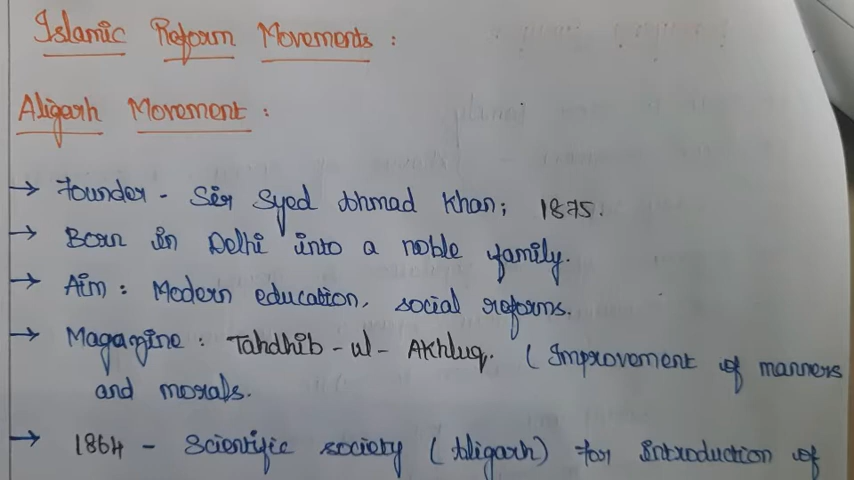 Islamic Reform Movements :
Aligarh Movement :
→ Founder - Sir Syed Ahmad Khan; 1875.
→ Born in Delhi into a noble family.
→ Aim : Modern education, social reforms.
→ Magazine : Tahdhib - ul - Akhluq. (Improvement of manners
and morals.
→ 1864 - Scientific society (Aligarh) for introduction of